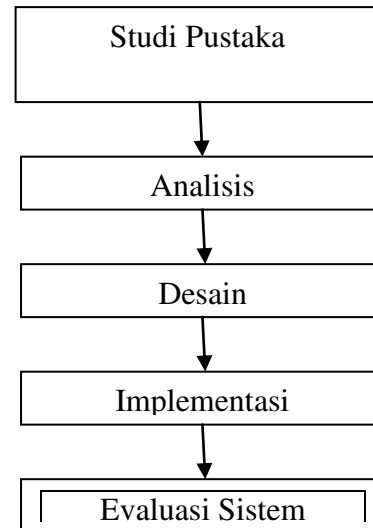 Studi Pustaka
Analisis
Desain
Implementasi
Evaluasi Sistem